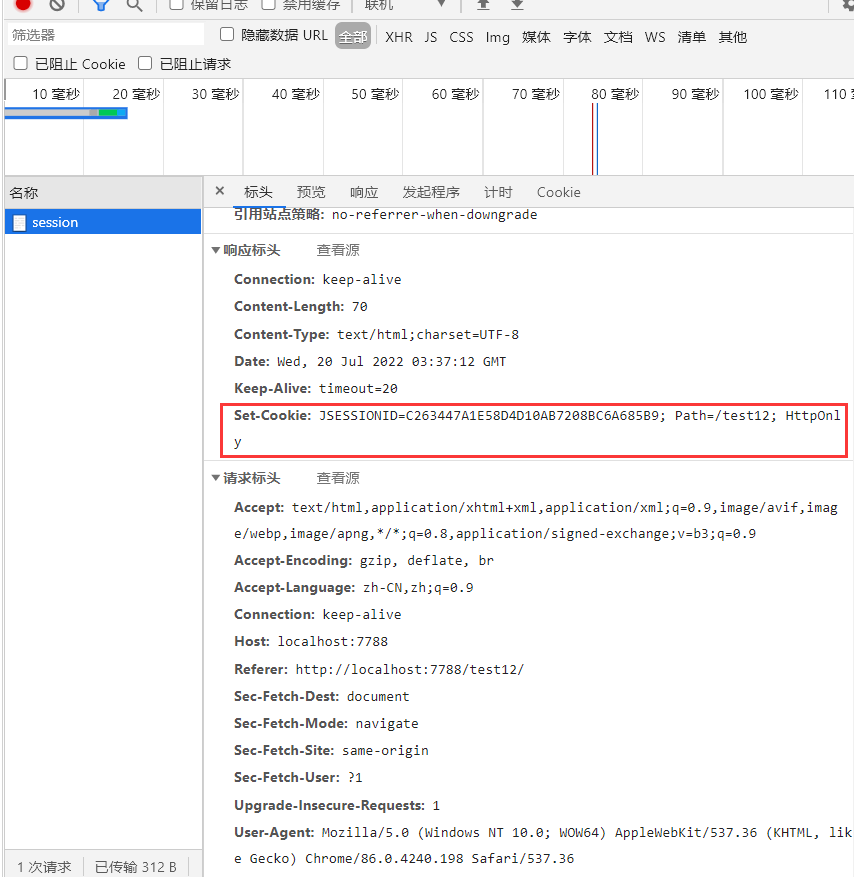 保留日志 禁用缓存 联机
筛选器 隐藏数据 URL 全部 XHR JS CSS Img 媒体 字体 文档 WS 清单 其他
已阻止 Cookie 已阻止请求
10 毫秒 20 毫秒 30 毫秒 40 毫秒 50 毫秒 60 毫秒 70 毫秒 80 毫秒 90 毫秒 100 毫秒 110
名称
session
× 标头 预览 响应 发起程序 计时 Cookie
引用站点策略: no-referrer-when-downgrade
响应标头 查看源
Connection: keep-alive
Content-Length: 70
Content-Type: text/html;charset=UTF-8
Date: Wed, 20 Jul 2022 03:37:12 GMT
Keep-Alive: timeout=20
Set-Cookie: JSESSIONID=C263447A1E58D4D10AB7208BC6A685B9; Path=/test12; HttpOnl
y
请求标头 查看源
Accept: text/html,application/xhtml+xml,application/xml;q=0.9,image/avif,imag
e/webp,image/apng,*/*;q=0.8,application/signed-exchange;v=b3;q=0.9
Accept-Encoding: gzip, deflate, br
Accept-Language: zh-CN,zh;q=0.9
Connection: keep-alive
Host: localhost:7788
Referer: http://localhost:7788/test12/
Sec-Fetch-Dest: document
Sec-Fetch-Mode: navigate
Sec-Fetch-Site: same-origin
Sec-Fetch-User: ?1
Upgrade-Insecure-Requests: 1
User-Agent: Mozilla/5.0 (Windows NT 10.0; WOW64) AppleWebKit/537.36 (KHTML, lik
e Gecko) Chrome/86.0.4240.198 Safari/537.36
1 次请求 已传输 312 B